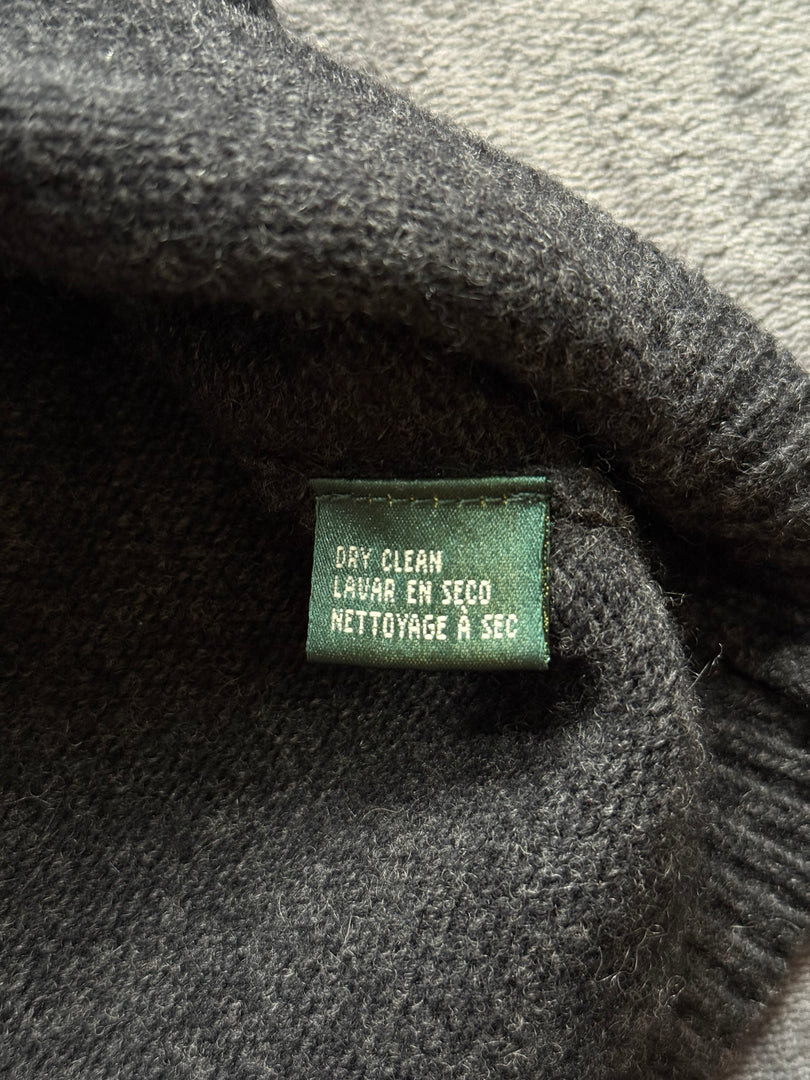 DRY CLEAN
LAVAR EN SECO
NETTOYAGE À SEC